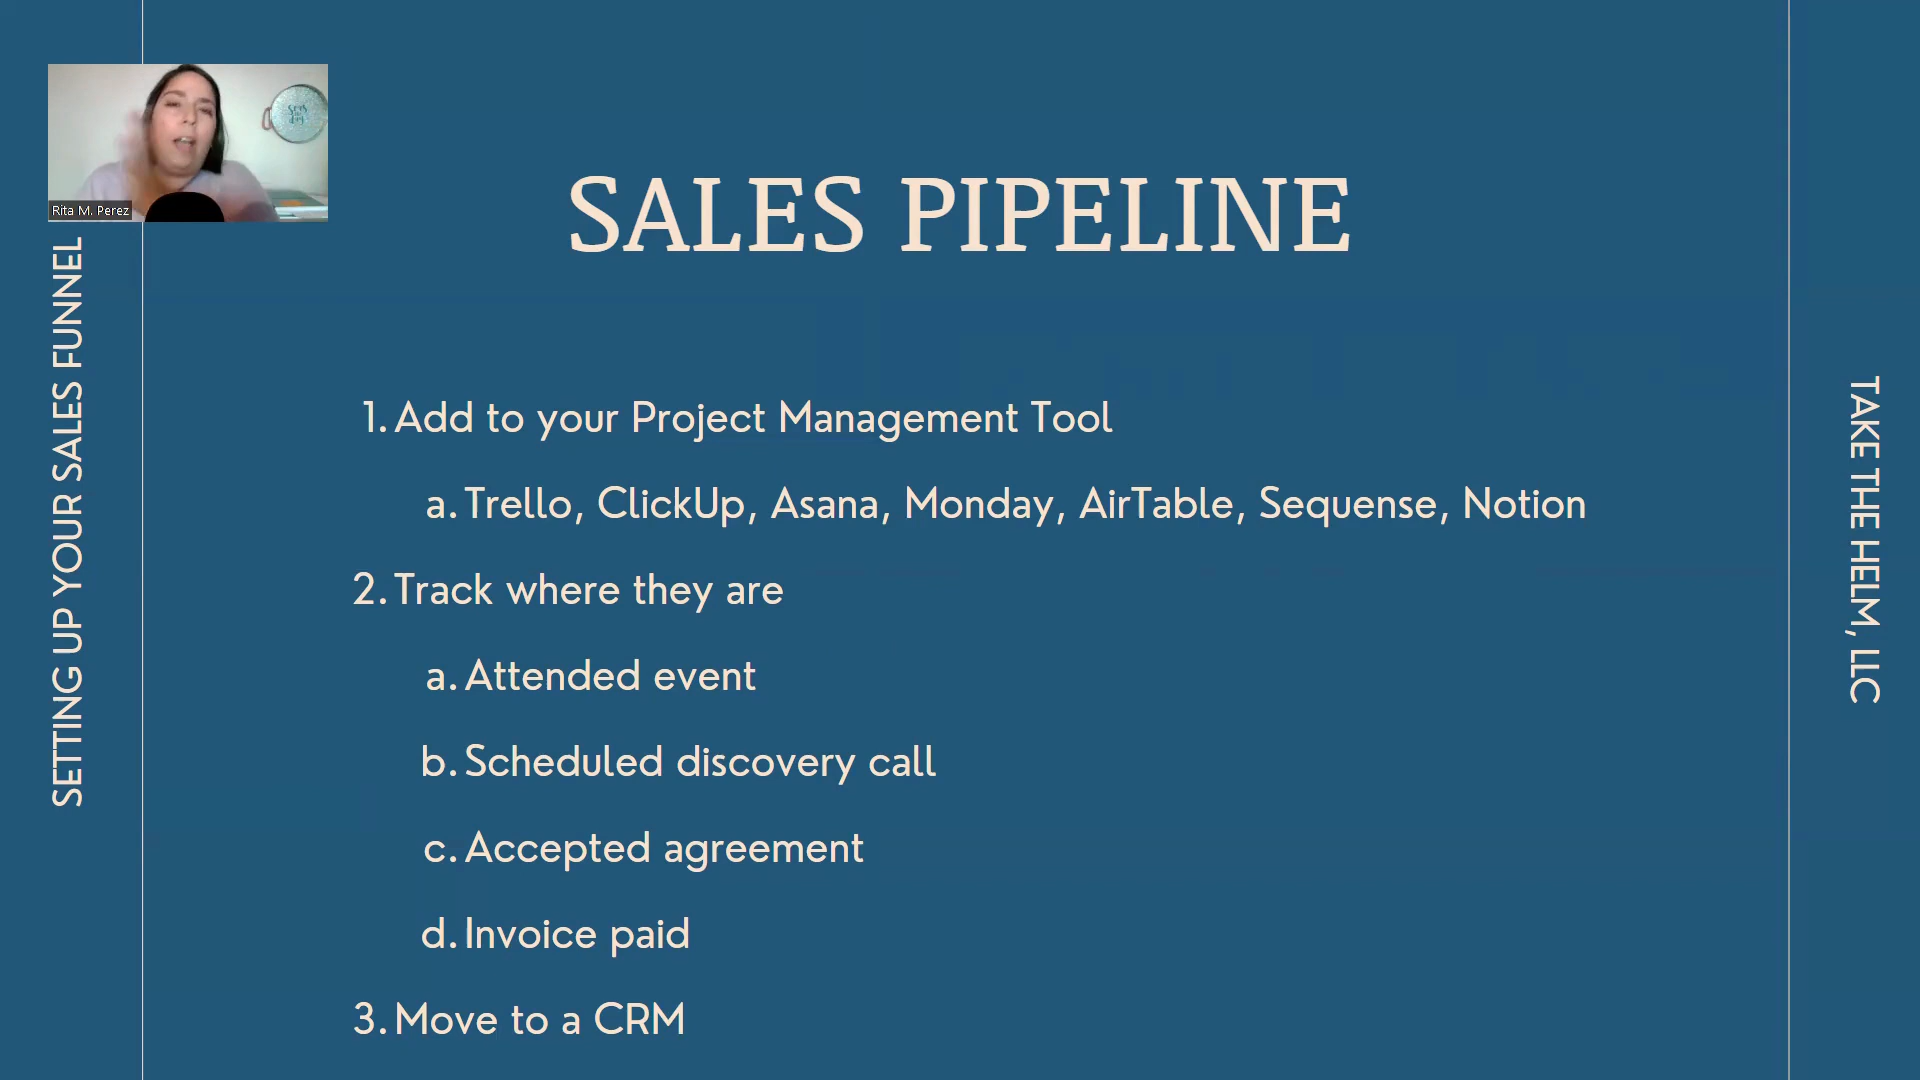 Rita M. Perez
SETTING UP YOUR SALES FUNNEL
SALES PIPELINE
1. Add to your Project Management Tool
a. Trello, ClickUp, Asana, Monday, AirTable, Sequense, Notion
2. Track where they are
a. Attended event
b. Scheduled discovery call
c. Accepted agreement
d. Invoice paid
3. Move to a CRM
TAKE THE HELM, LLC